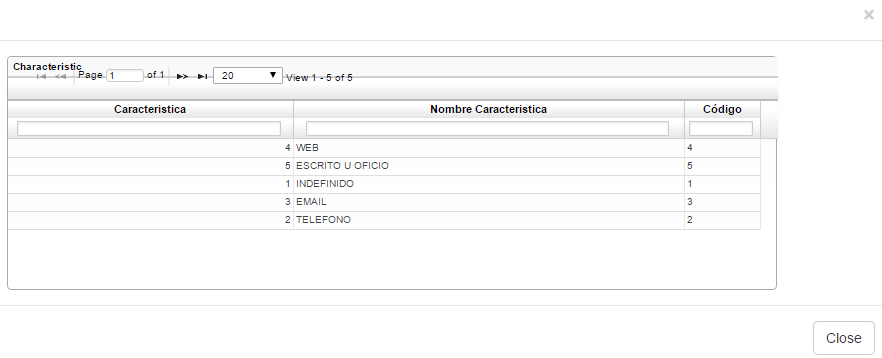 ×
Characteristic
Page 1 of 1 20 View 1 - 5 of 5
Caracteristica Nombre Caracteristica Código
4 WEB 4
5 ESCRITO U OFICIO 5
1 INDEFINIDO 1
3 EMAIL 3
2 TELEFONO 2
Close